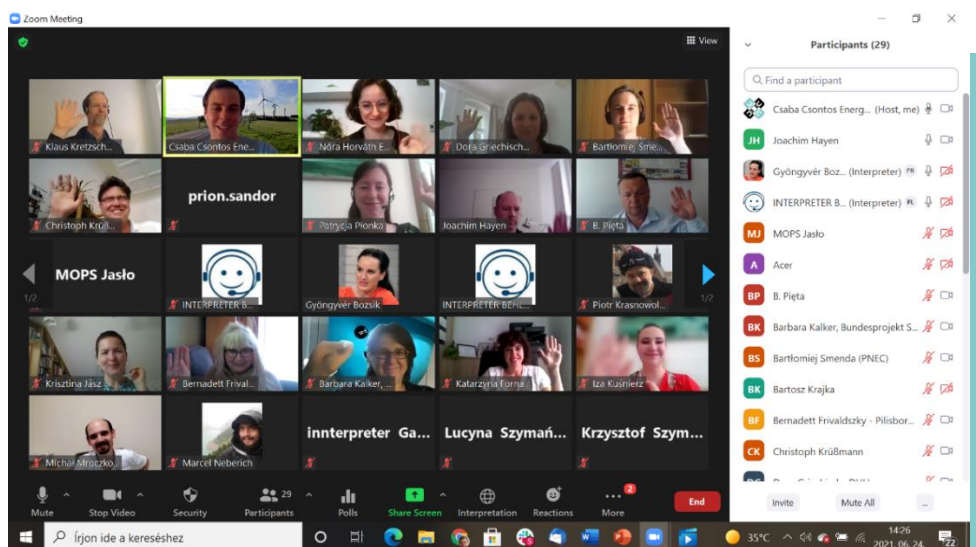 Zoom Meeting
View
Participants (29)
Find a participant
Klaus Kretzsch...
Csaba Csontos Ene...
Nóra Horváth E...
Dora Griechisch...
Bartłomiej Sme...
Christoph Krüß...
prion.sandor
Patrycja Płonka
Joachim Hayen
B. Pięta
MOPS Jasło
INTERPRETER B...
Gyöngyvér Bozsik
INTERPRETER BEHL...
Piotr Krasnowol...
1/2
1/2
Krisztina Jász
Bernadett Frival...
Barbara Kalker, ...
Katarzyna Forna
Iza Kuśnierz
Michał Mroczko...
Marcel Neberich
innterpreter Ga...
Lucyna Szymań...
Krzysztof Szym...
Csaba Csontos Energ... (Host, me)
JH Joachim Hayen
Gyöngyvér Boz... (Interpreter) FR
INTERPRETER B... (Interpreter) PL
MJ MOPS Jasło
A Acer
BP B. Pięta
BK Barbara Kalker, Bundesprojekt S...
BS Bartłomiej Smenda (PNEC)
BK Bartosz Krajka
BF Bernadett Frivaldszky - Pilisbor...
CK Christoph Krüßmann
Mute
Stop Video
Security
29
Participants
Polls
Share Screen
Interpretation
Reactions
2
More
End
Invite
Mute All
...
Írjon ide a kereséshez
35°C
14:26
2021. 06. 24.
22